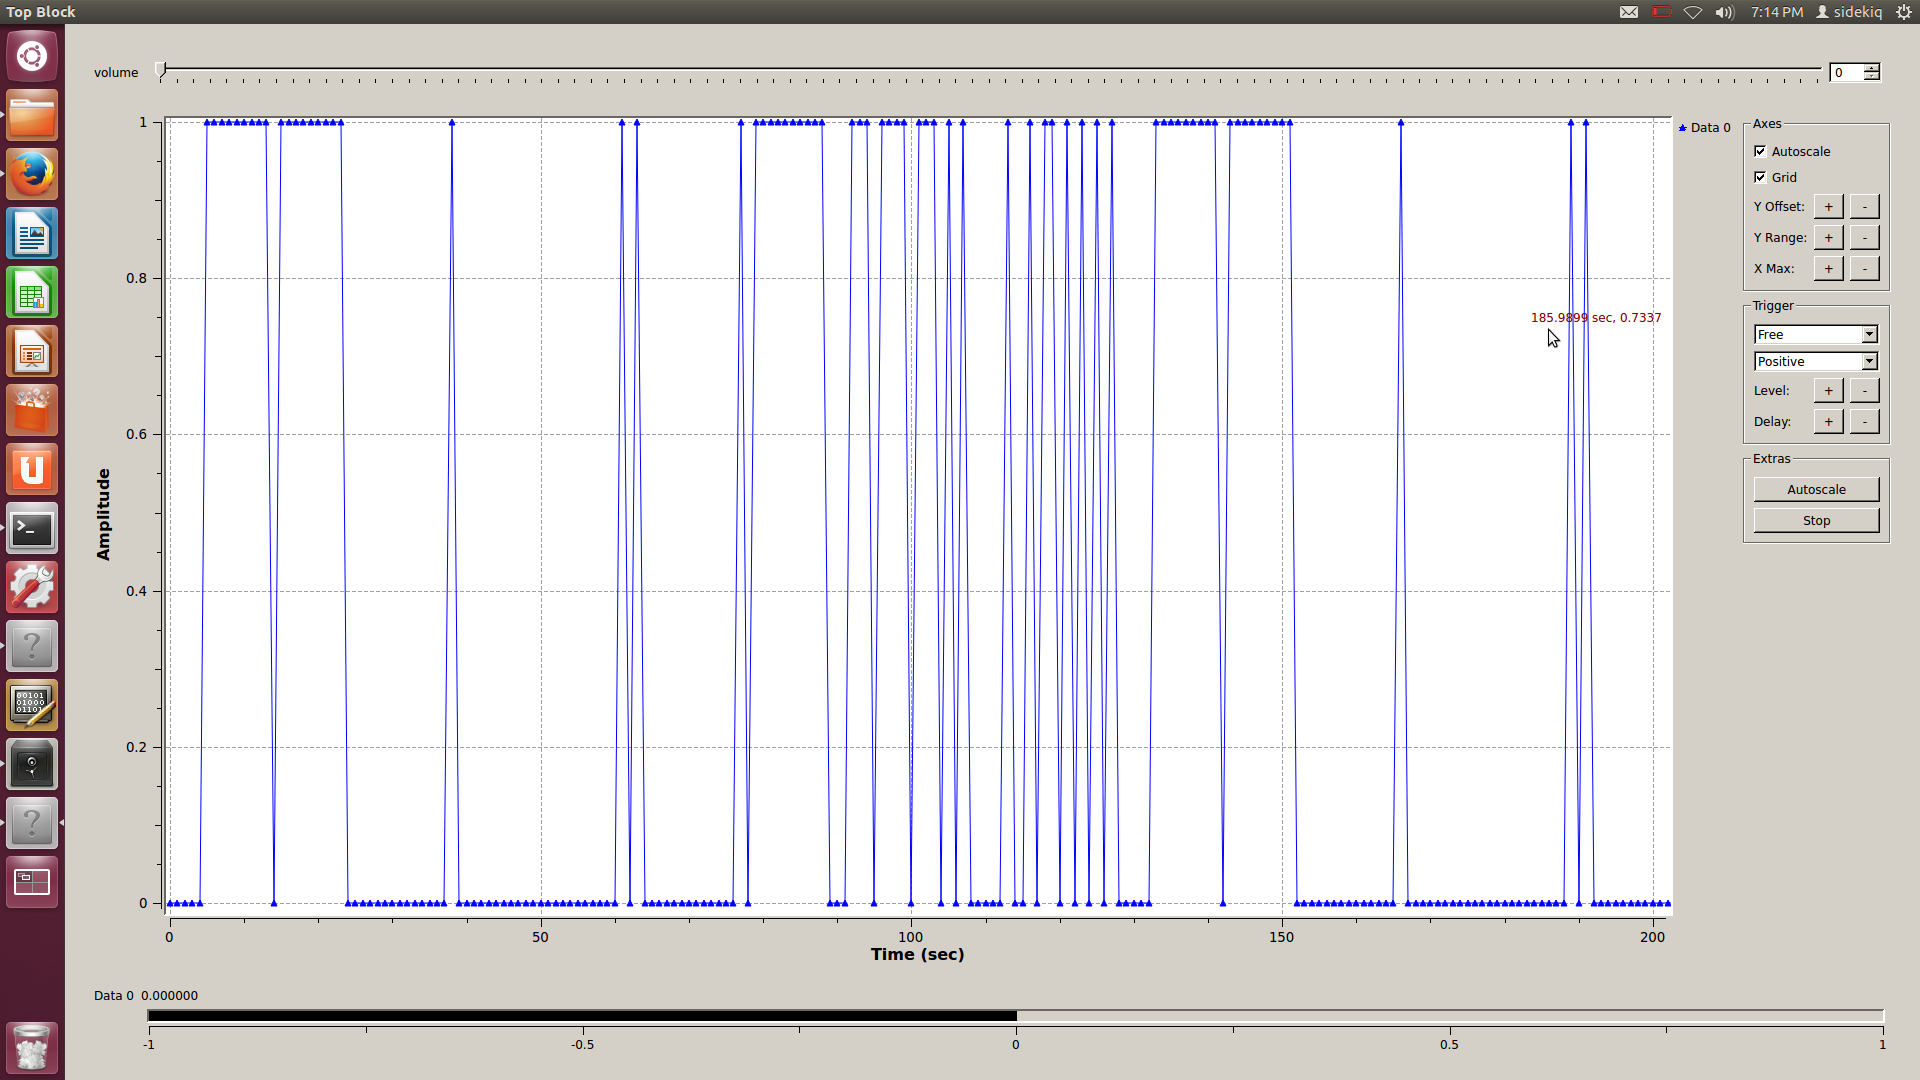 Top Block
7:14 PM
sidekiq
volume
0
1
0.8
0.6
0.4
0.2
0
Amplitude
0
50
100
150
200
Time (sec)
185.9899 sec, 0.7337
Data 0
Axes
Autoscale
Grid
Y Offset:
+
-
Y Range:
+
-
X Max:
+
-
Trigger
Free
Positive
Level:
+
-
Delay:
+
-
Extras
Autoscale
Stop
Data 0 0.000000
-1
-0.5
0
0.5
1